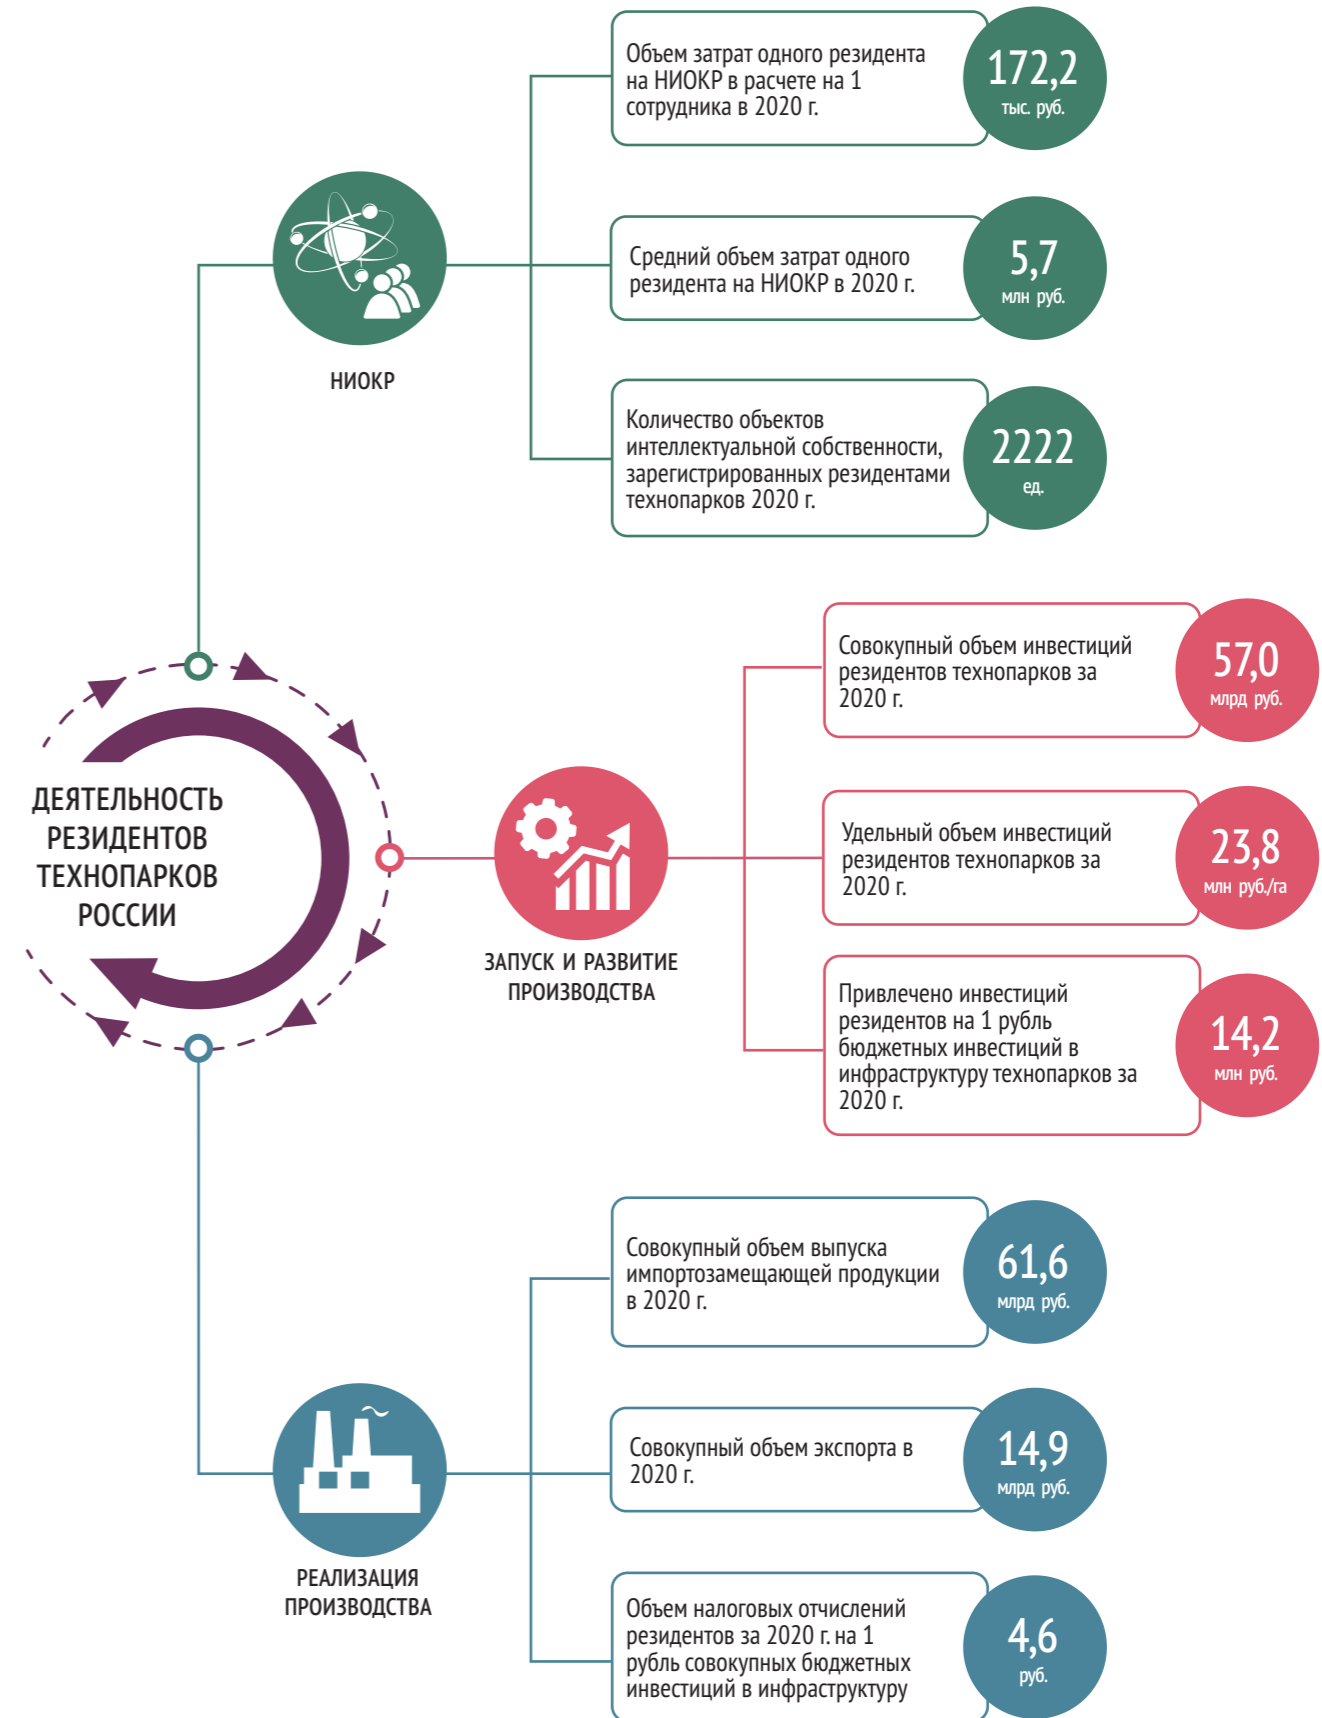 Объем затрат одного резидента
на НИОКР в расчете на 1
сотрудника в 2020 г.
172,2
тыс. руб.
Средний объем затрат одного
резидента на НИОКР в 2020 г.
5,7
млн руб.
НИОКР
Количество объектов
интеллектуальной собственности,
зарегистрированных резидентами
технопарков 2020 г.
2222
ед.
ДЕЯТЕЛЬНОСТЬ
РЕЗИДЕНТОВ
ТЕХНОПАРКОВ
РОССИИ
Совокупный объем инвестиций
резидентов технопарков за
2020 г.
57,0
млрд руб.
Удельный объем инвестиций
резидентов технопарков за
2020 г.
23,8
млн руб./га
ЗАПУСК И РАЗВИТИЕ
ПРОИЗВОДСТВА
Привлечено инвестиций
резидентов на 1 рубль
бюджетных инвестиций в
инфраструктуру технопарков за
2020 г.
14,2
млн руб.
Совокупный объем выпуска
импортозамещающей продукции
в 2020 г.
61,6
млрд руб.
Совокупный объем экспорта в
2020 г.
14,9
млрд руб.
РЕАЛИЗАЦИЯ
ПРОИЗВОДСТВА
Объем налоговых отчислений
резидентов за 2020 г. на 1
рубль совокупных бюджетных
инвестиций в инфраструктуру
4,6
руб.